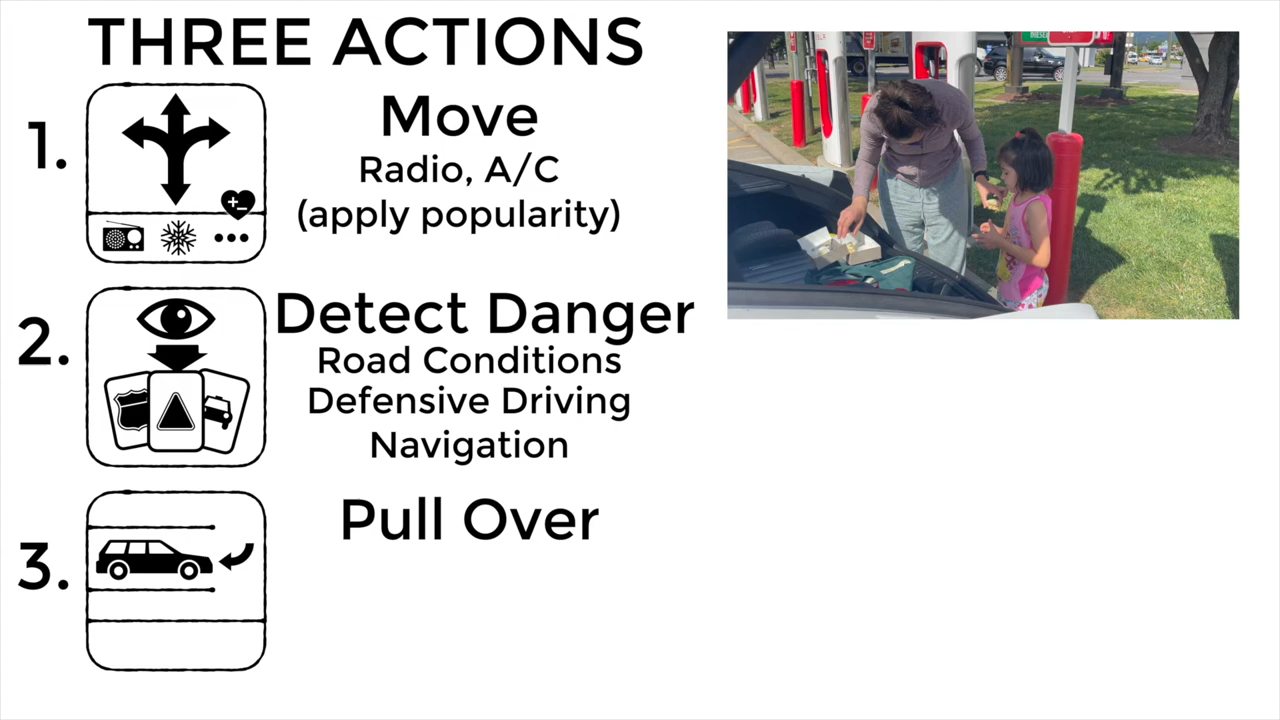 THREE ACTIONS
1.
Move
Radio, A/C
(apply popularity)
2.
Detect Danger
Road Conditions
Defensive Driving
Navigation
3.
Pull Over